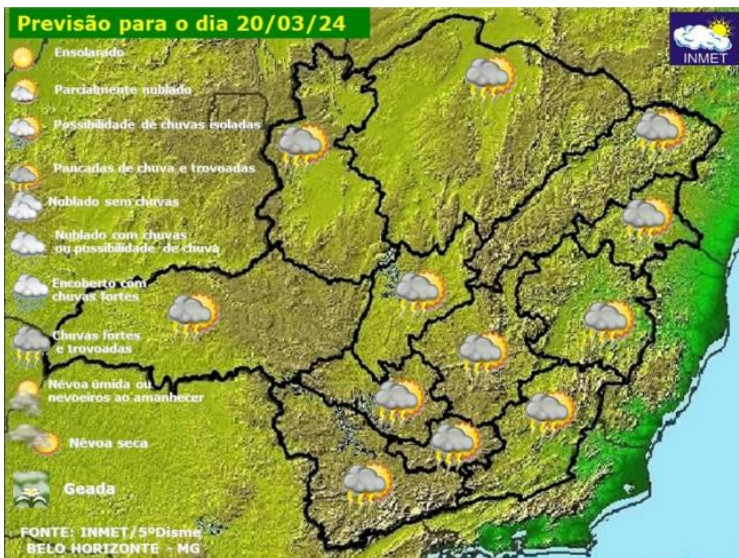 Previsão para o dia 20/03/24
INMET
Ensolarado
Parcialmente nublado
Possibilidade de chuvas isoladas
Pancadas de chuva e trovoadas
Nublado sem chuvas
Nublado com chuvas
ou possibilidade de chuva
Encoberto com
chuvas fortes
Chuvas fortes
e trovoadas
Névoa úmida ou
nevoeiros ao amanhecer
Névoa seca
Geada
FONTE: INMET/5ºDisme
BELO HORIZONTE - MG